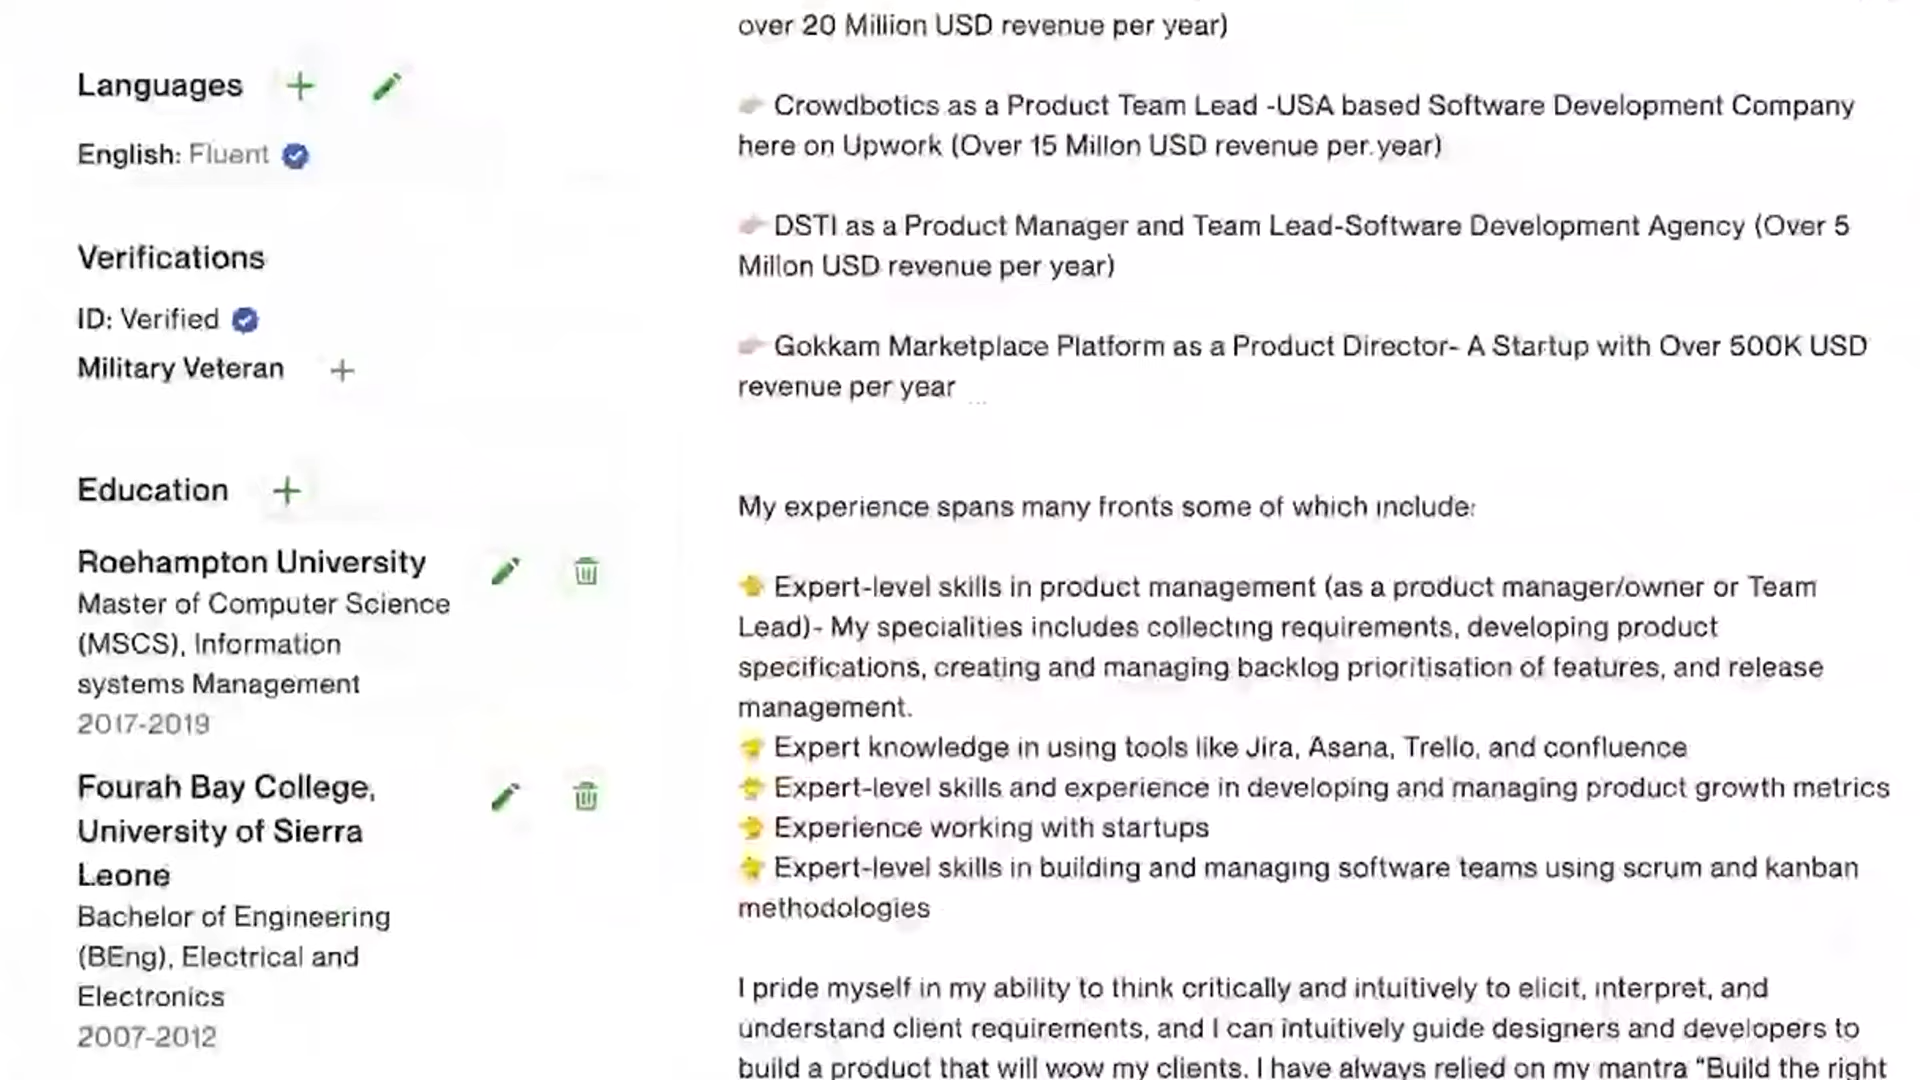 Languages
English: Fluent
Verifications
ID: Verified
Military Veteran
Education
Roehampton University
Master of Computer Science
(MSCS), Information
systems Management
2017-2019
Fourah Bay College,
University of Sierra
Leone
Bachelor of Engineering
(BEng), Electrical and
Electronics
2007-2012
over 20 Million USD revenue per year)
Crowdbotics as a Product Team Lead -USA based Software Development Company
here on Upwork (Over 15 Millon USD revenue per year)
DSTI as a Product Manager and Team Lead-Software Development Agency (Over 5
Millon USD revenue per year)
Gokkam Marketplace Platform as a Product Director- A Startup with Over 500K USD
revenue per year
My experience spans many fronts some of which include:
Expert-level skills in product management (as a product manager/owner or Team
Lead)- My specialities includes collecting requirements, developing product
specifications, creating and managing backlog prioritisation of features, and release
management.
Expert knowledge in using tools like Jira, Asana, Trello, and confluence
Expert-level skills and experience in developing and managing product growth metrics
Experience working with startups
Expert-level skills in building and managing software teams using scrum and kanban
methodologies
I pride myself in my ability to think critically and intuitively to elicit, interpret, and
understand client requirements, and I can intuitively guide designers and developers to
build a product that will wow my clients. I have always relied on my mantra "Build the right